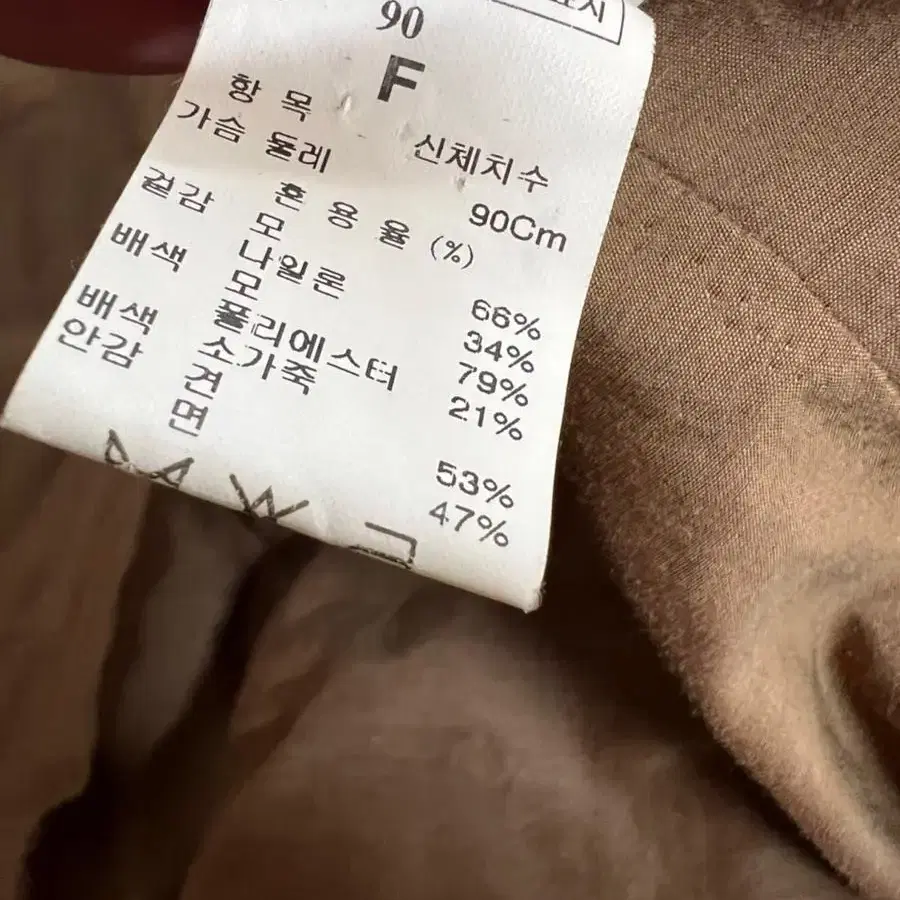 90
F
항 목 신체치수
가슴 둘레 90Cm
혼 용 율 (%)
겉감 모 66%
나일론 34%
배색 모 79%
폴리에스터 21%
배색 소가죽
안감 견 53%
면 47%